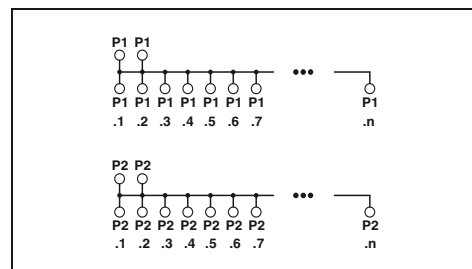 P1 P1
•••
P1 P1 P1 P1 P1 P1 P1 P1
.1 .2 .3 .4 .5 .6 .7 .n
P2 P2
•••
P2 P2 P2 P2 P2 P2 P2 P2
.1 .2 .3 .4 .5 .6 .7 .n